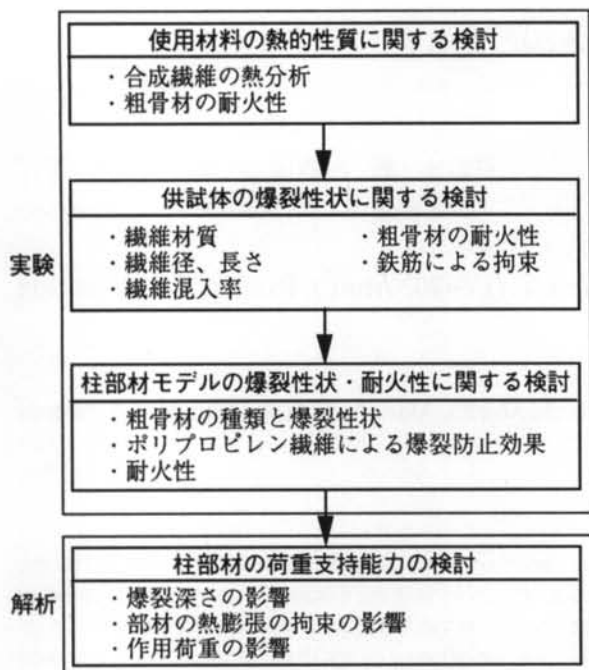 使用材料の熱的性質に関する検討
・合成繊維の熱分析
・粗骨材の耐火性
供試体の爆裂性状に関する検討
・繊維材質
・繊維径、長さ
・繊維混入率
・粗骨材の耐火性
・鉄筋による拘束
実験
柱部材モデルの爆裂性状・耐火性に関する検討
・粗骨材の種類と爆裂性状
・ポリプロピレン繊維による爆裂防止効果
・耐火性
柱部材の荷重支持能力の検討
解析
・爆裂深さの影響
・部材の熱膨張の拘束の影響
・作用荷重の影響